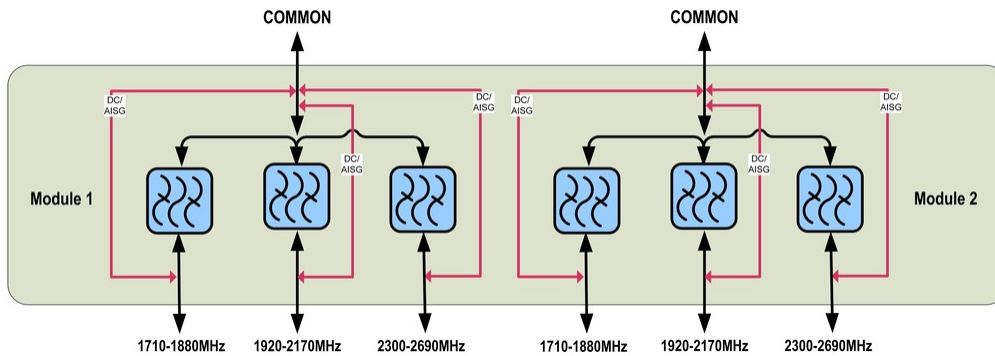 COMMON
COMMON
DC/
AISG
DC/
AISG
DC/
AISG
DC/
AISG
DC/
AISG
DC/
AISG
Module 1
Module 2
1710-1880MHz
1920-2170MHz
2300-2690MHz
1710-1880MHz
1920-2170MHz
2300-2690MHz